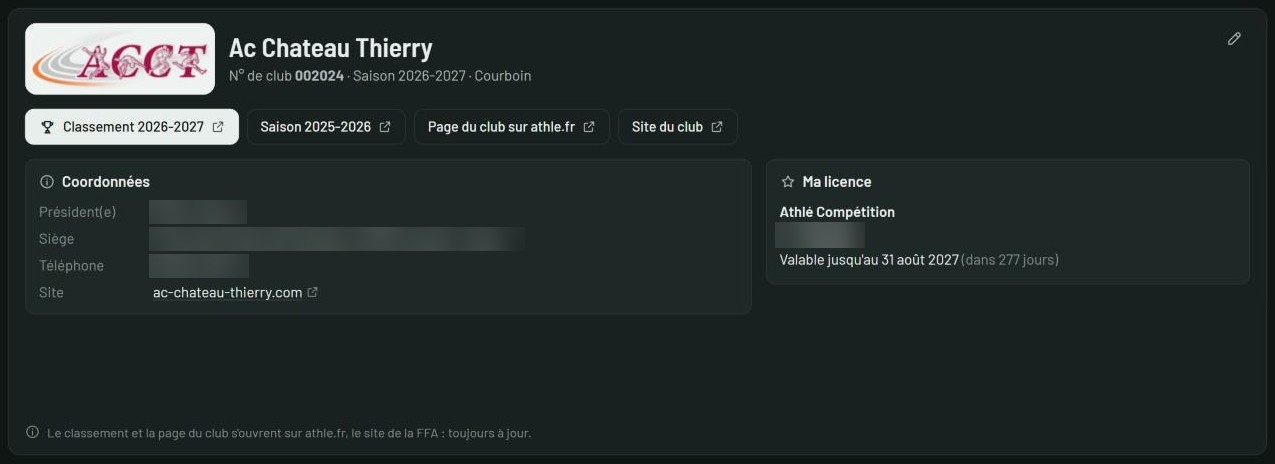 ACCT
Ac Chateau Thierry
N° de club 002024 · Saison 2026-2027 · Courboin
Classement 2026-2027
Saison 2025-2026
Page du club sur athle.fr
Site du club
Coordonnées
Président(e)
Siège
Téléphone
Site ac-chateau-thierry.com
Ma licence
Athlé Compétition
Valable jusqu'au 31 août 2027 (dans 277 jours)
Le classement et la page du club s'ouvrent sur athle.fr, le site de la FFA : toujours à jour.